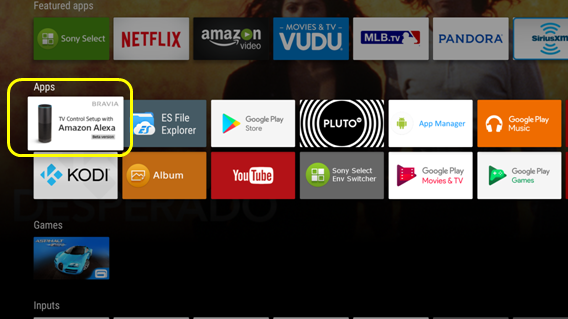 Featured apps
Sony Select
NETFLIX
amazon
video
MOVIES & TV
VUDU
MLB.TV
PANDORA
SiriusXM
Apps
BRAVIA
TV Control Setup with
Amazon Alexa
Beta version
ES File
Explorer
Google Play
Store
PLUTO
App Manager
Google Play
Music
KODI
Album
YouTube
Sony Select
Env Switcher
Google Play
Movies & TV
Google Play
Games
Games
ASPHALT
Inputs